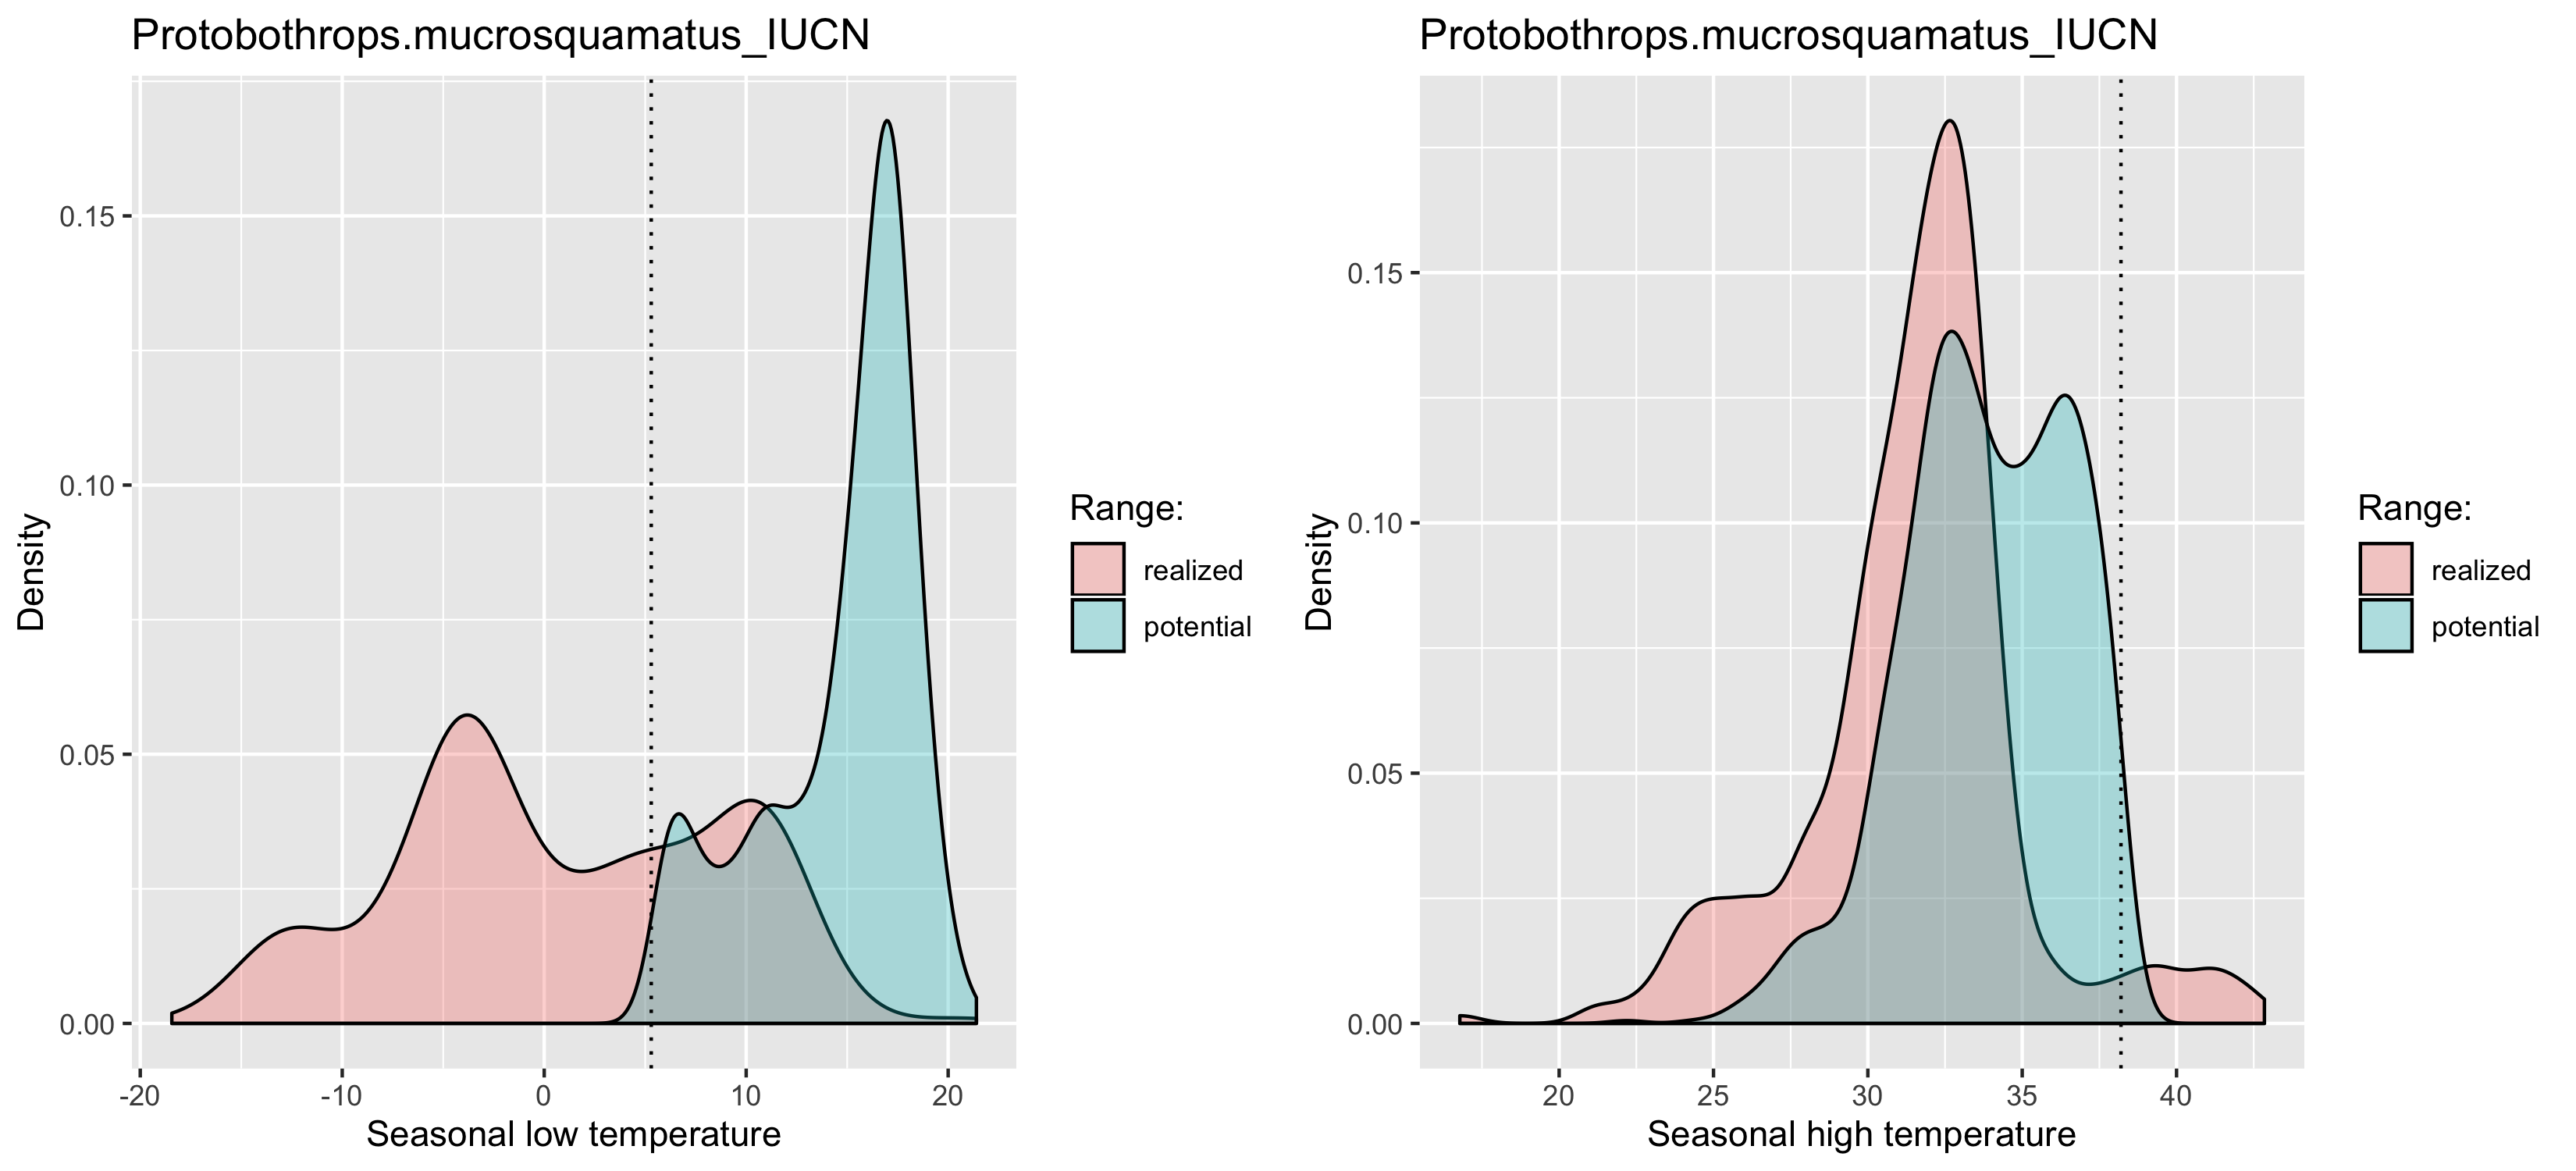 Protobothrops.mucrosquamatus_IUCN
Density
0.15
0.10
0.05
0.00
-20 -10 0 10 20
Seasonal low temperature
Range:
realized
potential
Protobothrops.mucrosquamatus_IUCN
Density
0.15
0.10
0.05
0.00
20 25 30 35 40
Seasonal high temperature
Range:
realized
potential